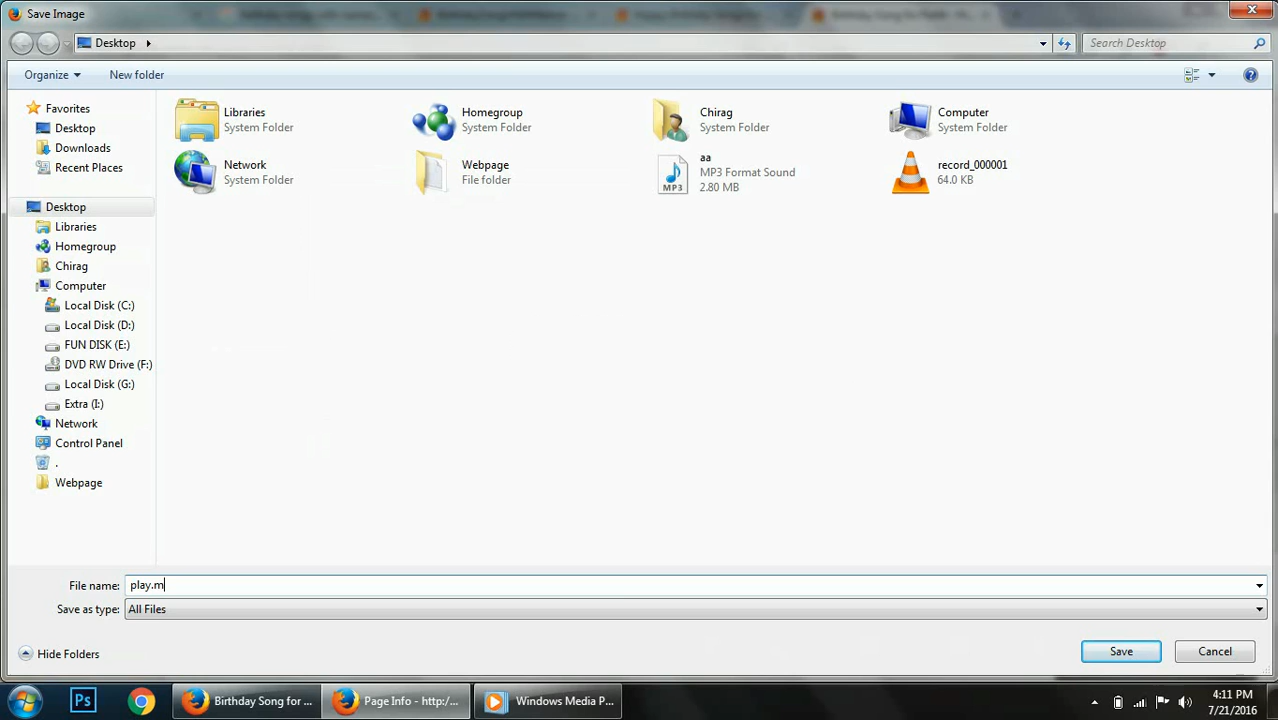 Save Image
Desktop
Search Desktop
Organize
New folder
Favorites
Desktop
Downloads
Recent Places
Desktop
Libraries
Homegroup
Chirag
Computer
Local Disk (C:)
Local Disk (D:)
FUN DISK (E:)
DVD RW Drive (F:)
Local Disk (G:)
Extra (I:)
Network
Control Panel
.
Webpage
Libraries
System Folder
Homegroup
System Folder
Chirag
System Folder
Computer
System Folder
Network
System Folder
Webpage
File folder
aa
MP3 Format Sound
2.80 MB
MP3
record_000001
64.0 KB
File name: play.m
Save as type: All Files
Hide Folders
Save
Cancel
Ps
Birthday Song for ...
Page Info - http:/...
Windows Media P...
4:11 PM
7/21/2016